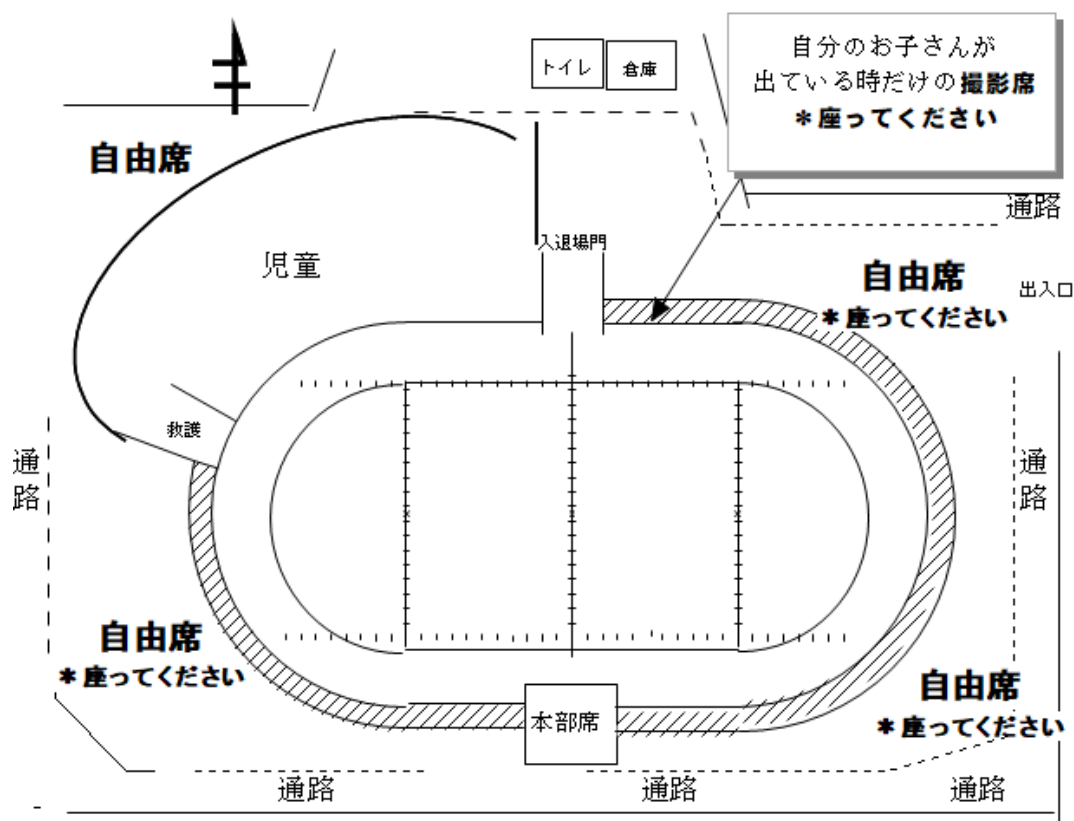 トイレ
倉庫
自分のお子さんが
出ている時だけの撮影席
＊座ってください
自由席
通路
入退場門
児童
自由席
＊座ってください
出入口
救護
通路
通路
自由席
＊座ってください
自由席
＊座ってください
本部席
通路
通路
通路